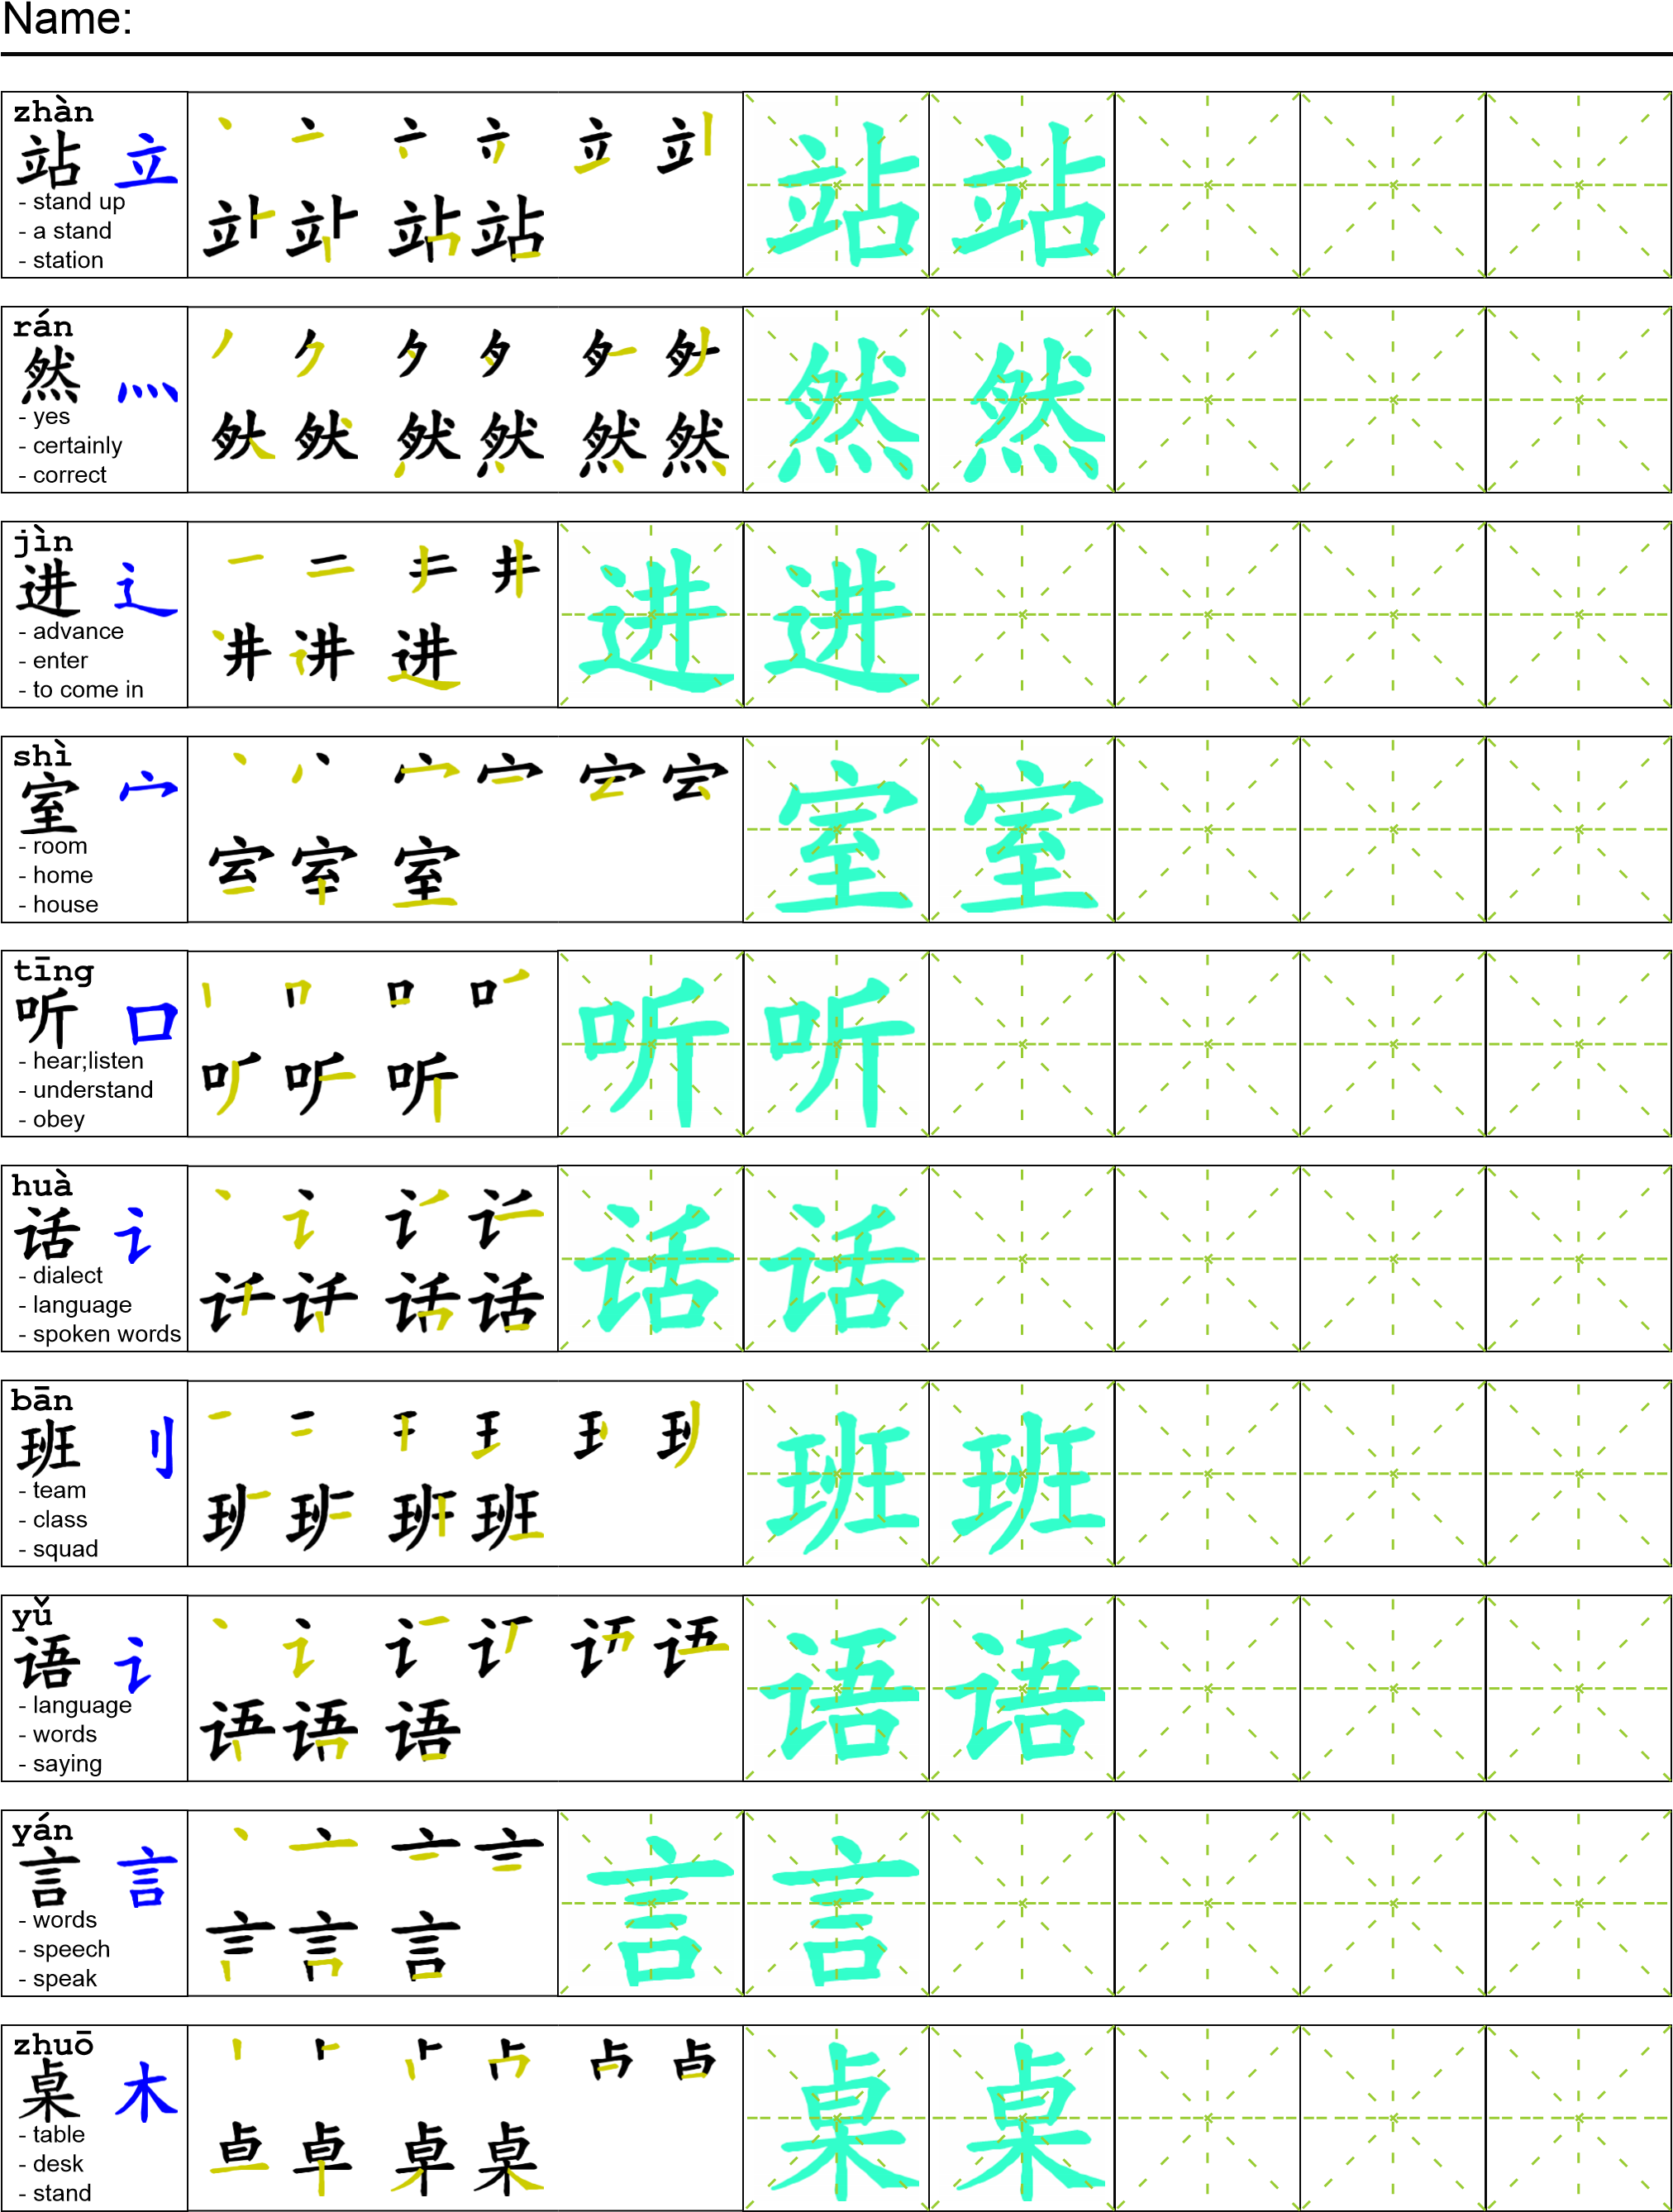 Name:
zhàn
站 立
- stand up
- a stand
- station
站 站
rán
然 灬
- yes
- certainly
- correct
然 然
jìn
进 辶
- advance
- enter
- to come in
进 进
shì
室 宀
- room
- home
- house
室 室
tīng
听 口
- hear;listen
- understand
- obey
听 听
huà
话 讠
- dialect
- language
- spoken words
话 话
bān
班 刂
- team
- class
- squad
班 班
yǔ
语 讠
- language
- words
- saying
语 语
yán
言 言
- words
- speech
- speak
言 言
zhuō
桌 木
- table
- desk
- stand
桌 桌